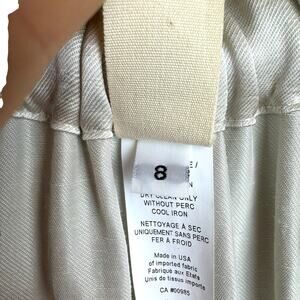 8
DRY CLEAN ONLY
WITHOUT PERC
COOL IRON
NETTOYAGE À SEC
UNIQUEMENT SANS PERC
FER À FROID
Made in USA
of imported fabric
Fabriqué aux Etats
Unis de tissus importés
CA #00985